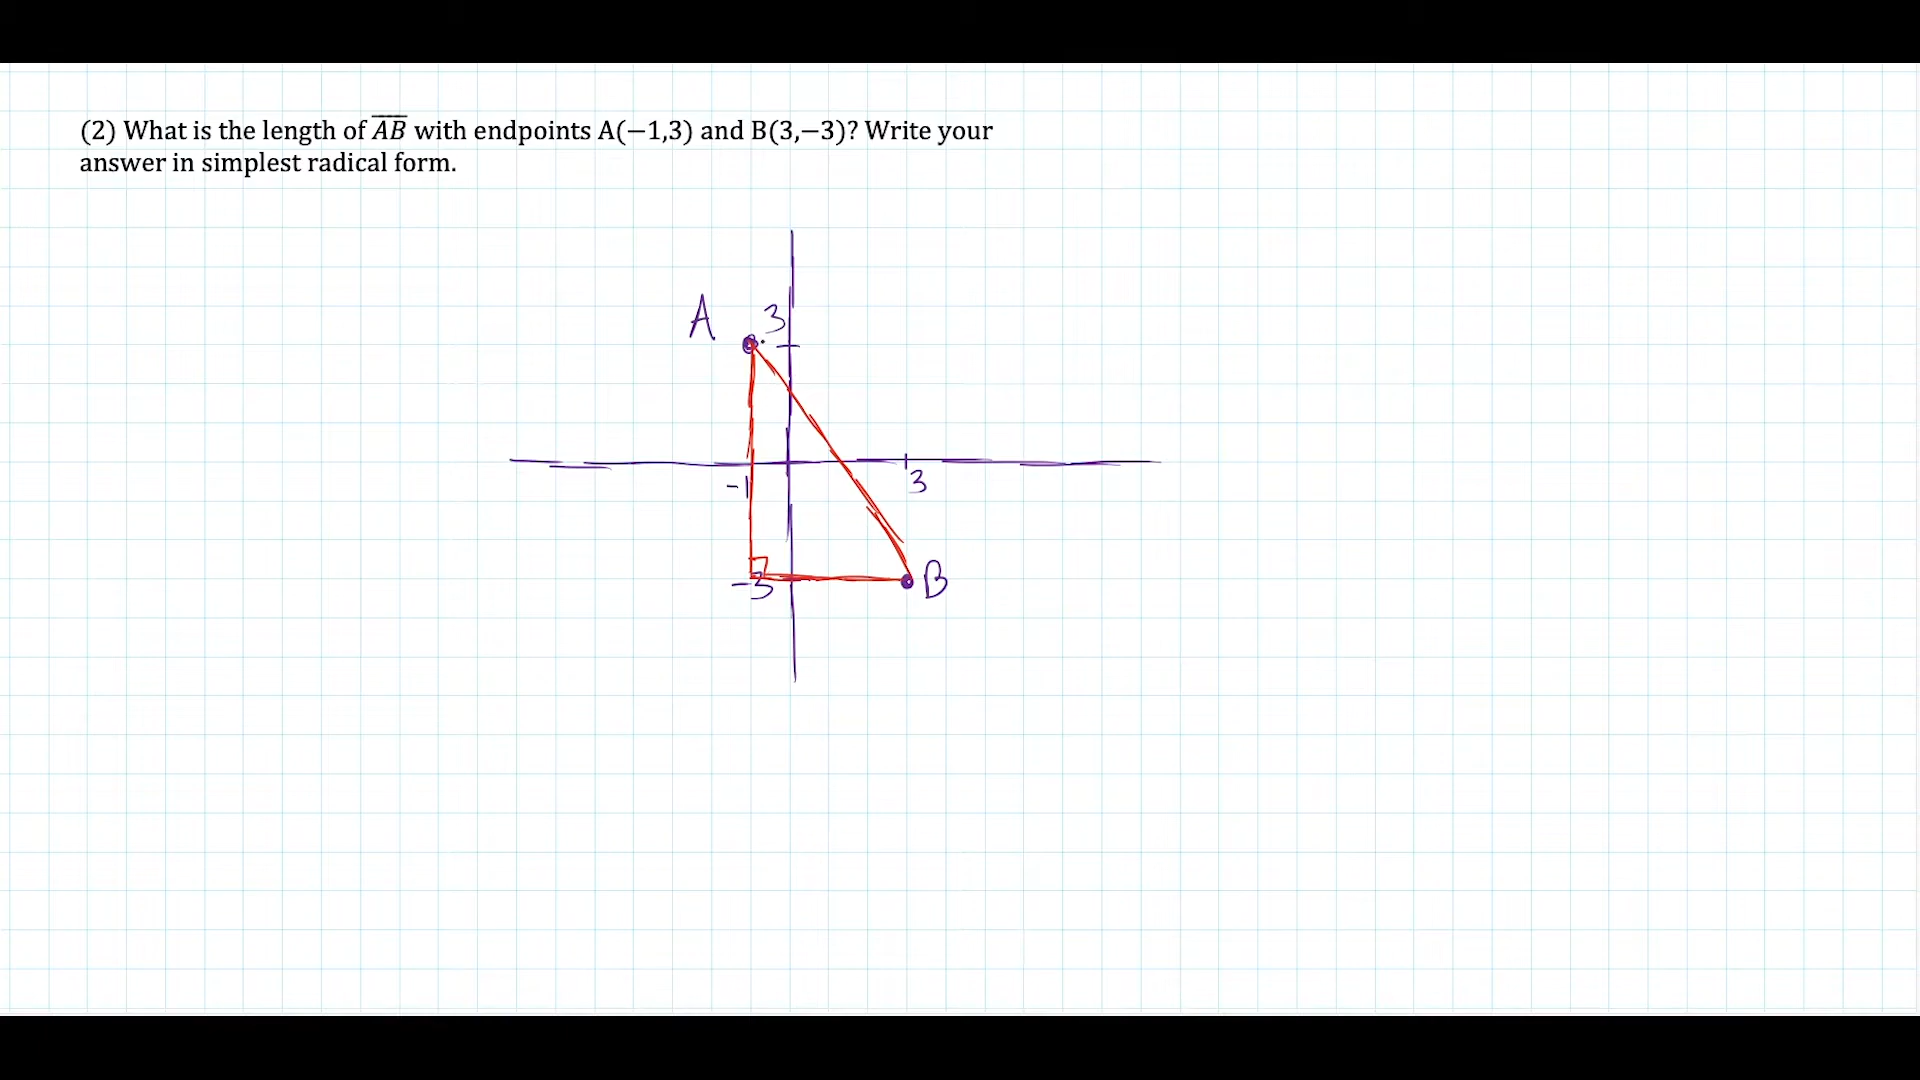 (2) What is the length of AB with endpoints A(−1,3) and B(3,−3)? Write your
answer in simplest radical form.
A
3
-1
3
-3
B